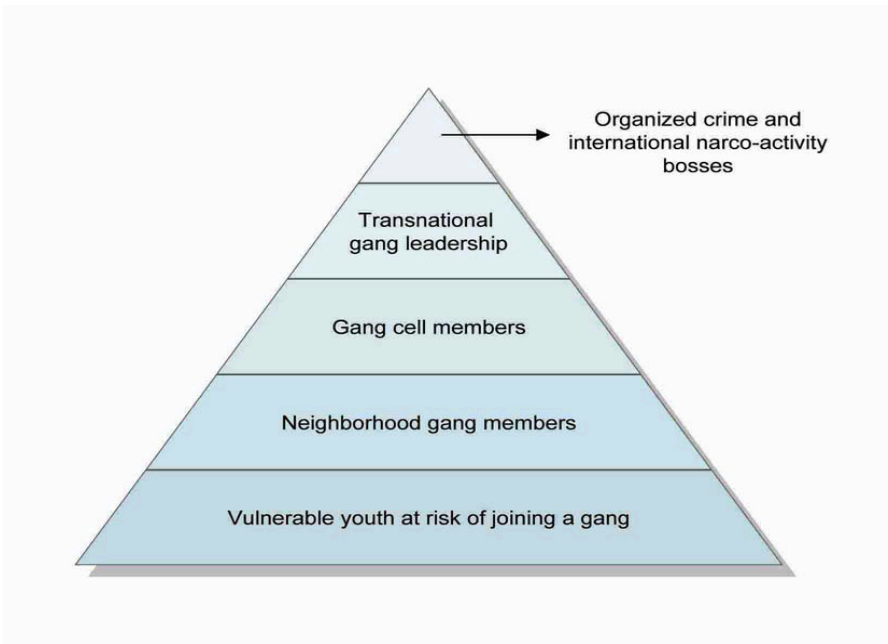 Organized crime and
international narco-activity
bosses
Transnational
gang leadership
Gang cell members
Neighborhood gang members
Vulnerable youth at risk of joining a gang